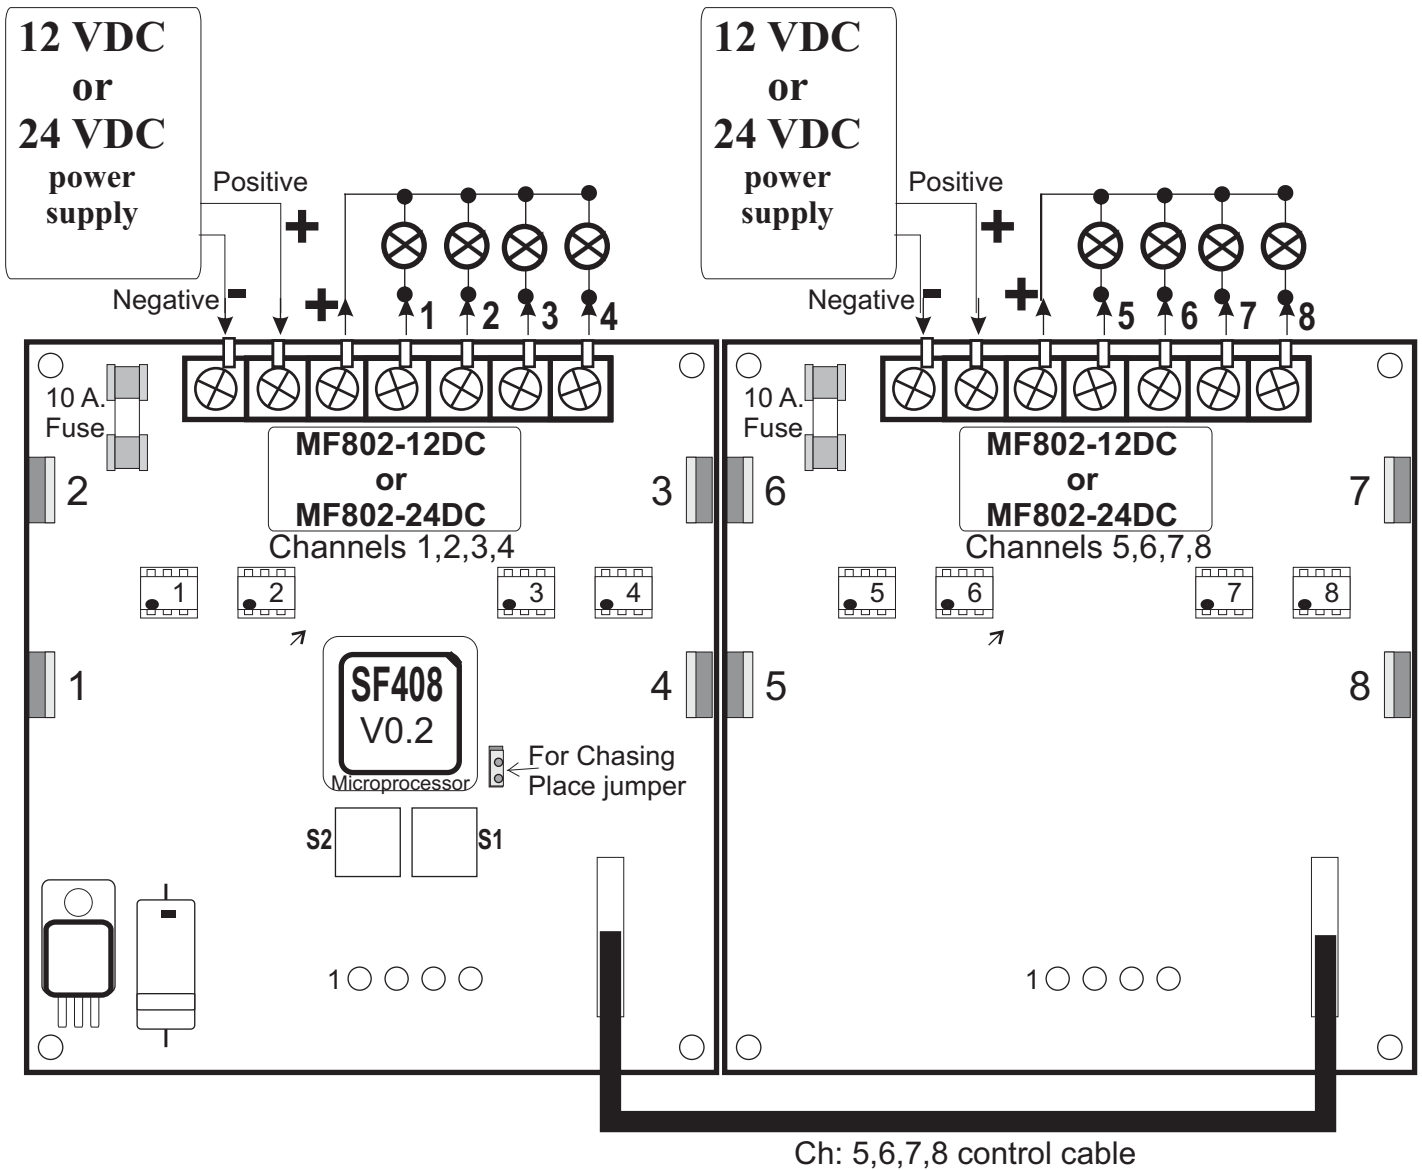 12 VDC
or
24 VDC
power
supply
Positive
+
Negative -
+
1 2 3 4
10 A.
Fuse
MF802-12DC
or
MF802-24DC
Channels 1,2,3,4
2
3
1
2
3
4
1
4
SF408
V0.2
Microprocessor
For Chasing
Place jumper
S2
S1
-
1
12 VDC
or
24 VDC
power
supply
Positive
+
Negative -
+
5 6 7 8
10 A.
Fuse
MF802-12DC
or
MF802-24DC
Channels 5,6,7,8
6
7
5
6
7
8
5
8
1
Ch: 5,6,7,8 control cable